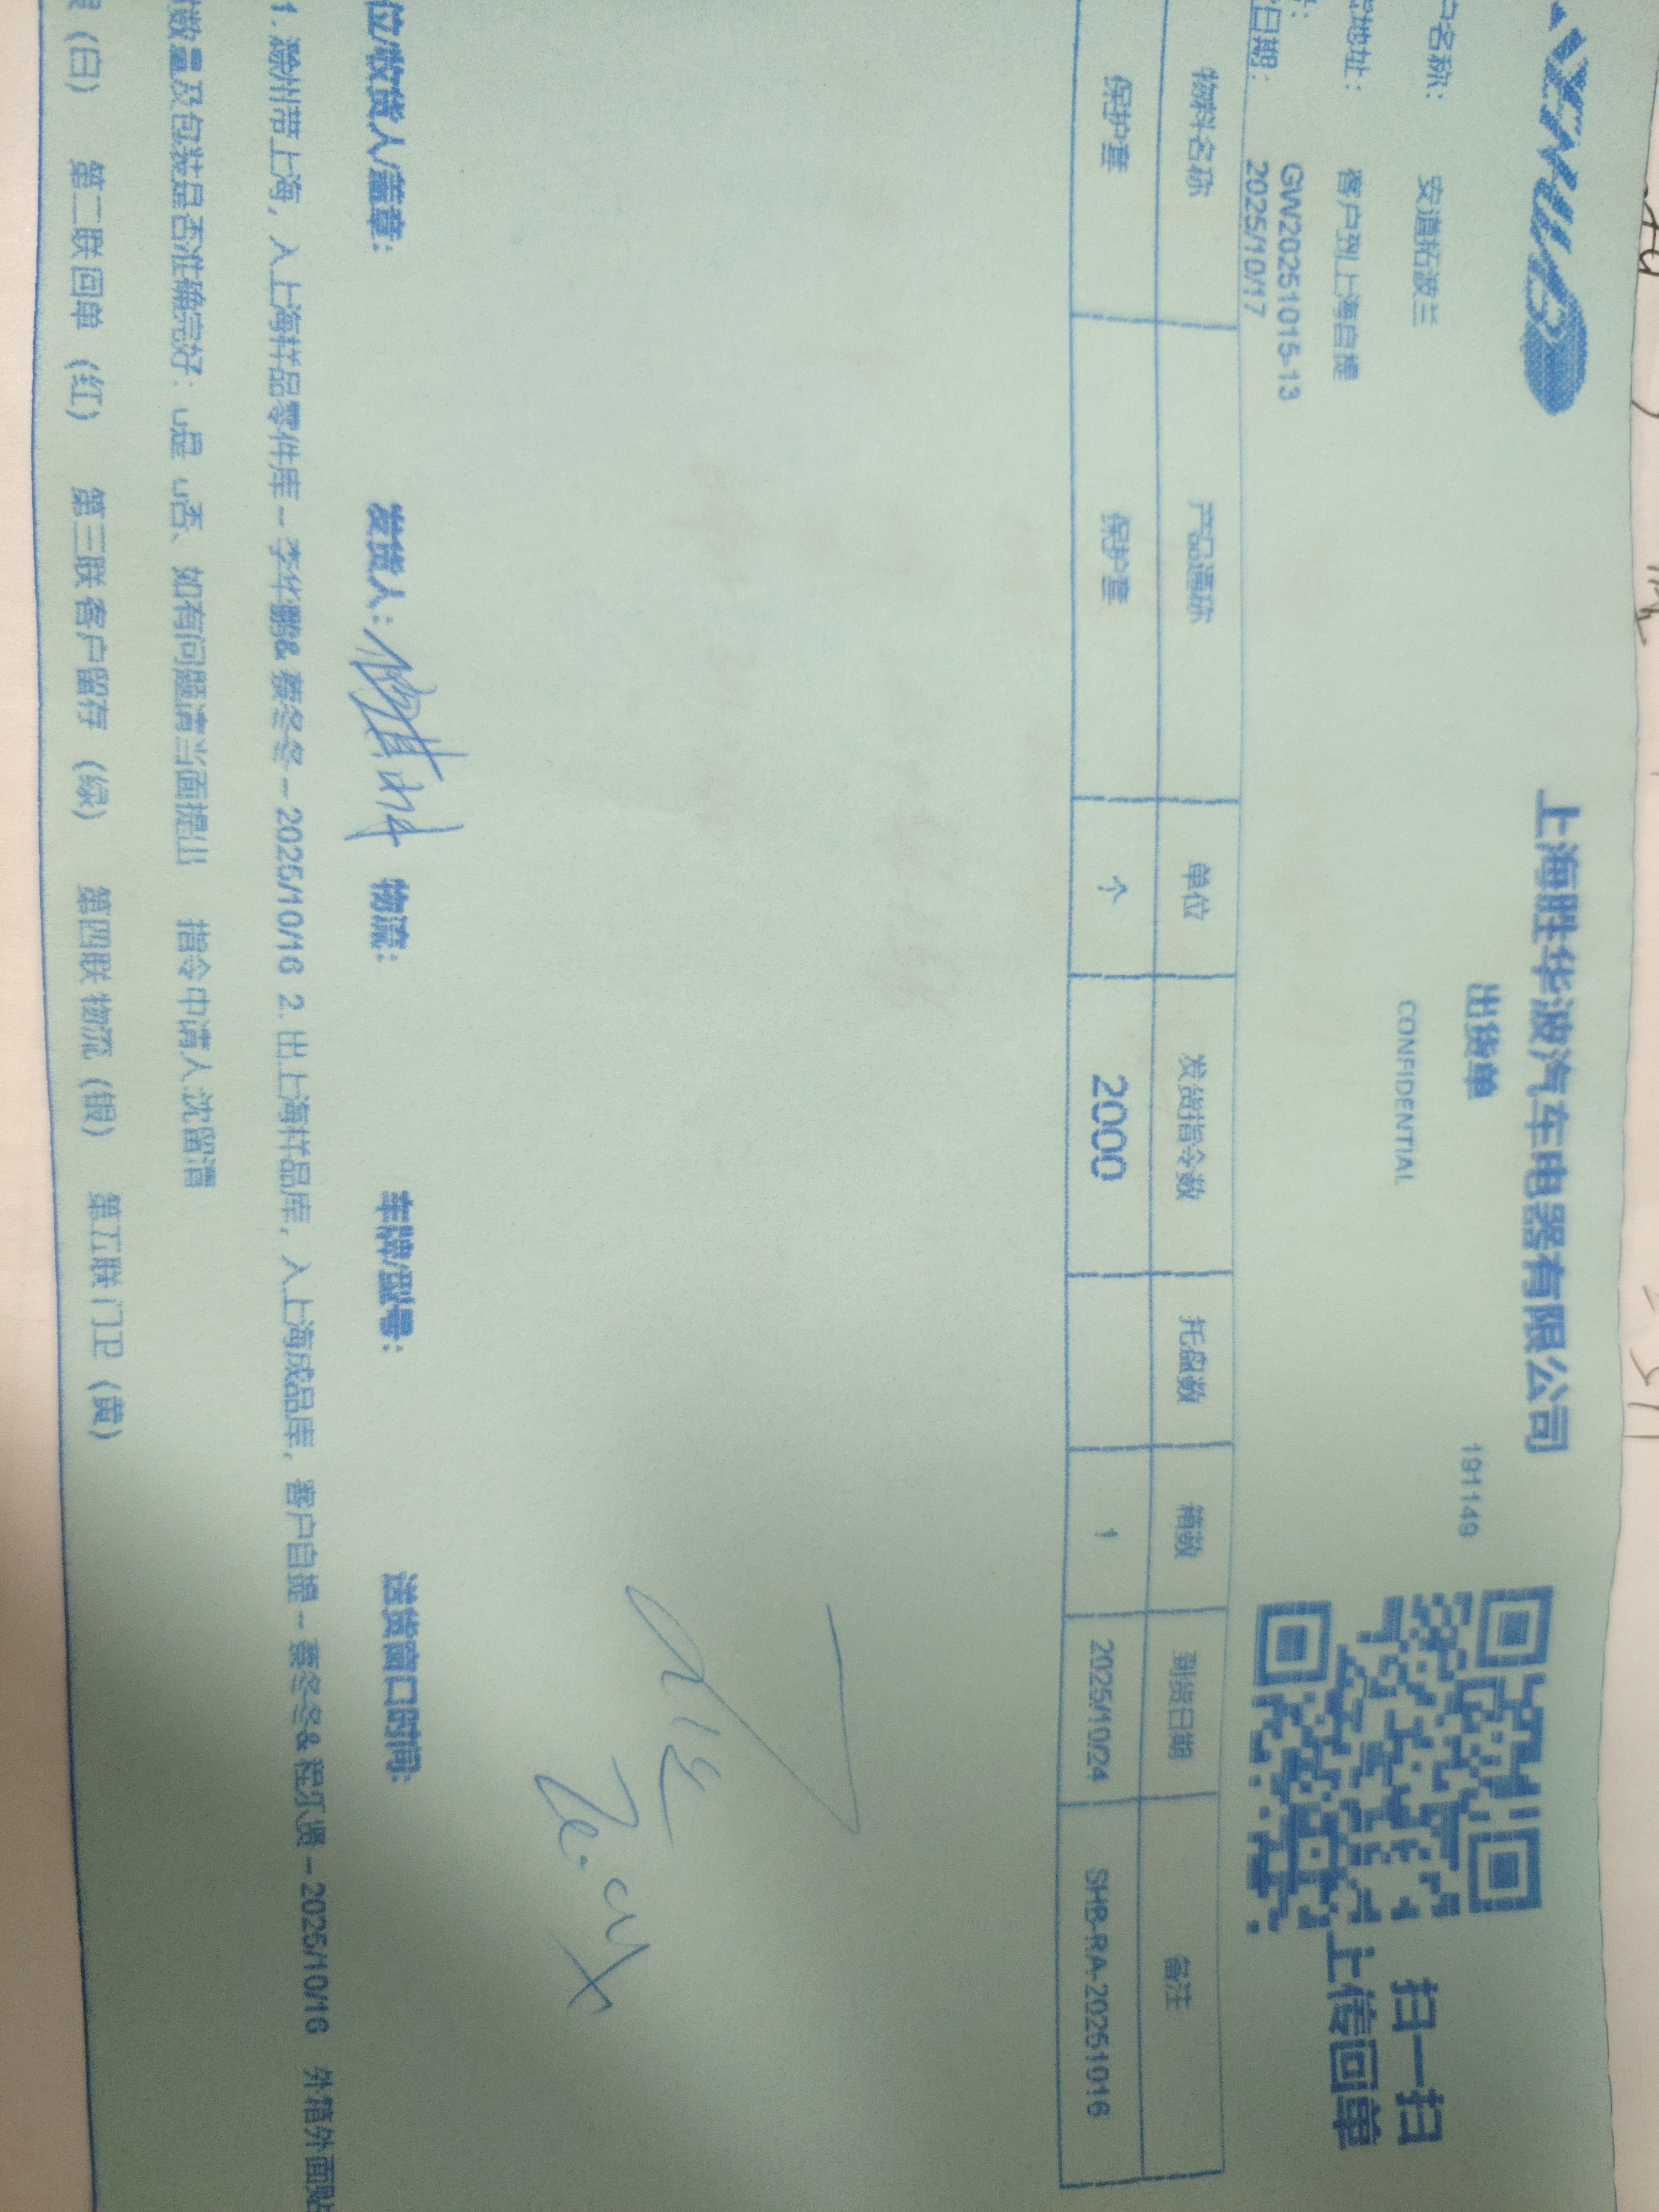 上海胜华波汽车电器有限公司
出货单
191149
CONFIDENTIAL
扫一扫
上传回单
户名称： 安道拓波兰
地址： 客户到上海自提
GW20251015-13
日期： 2025/10/17
物料名称 产品通称 单位 发货指令数 托盘数 箱数 到货日期 备注
保护套 保护套 个 2000 1 2025/10/24 SHB-RA-20251016
位/收货人/盖章： 发货人： 物流： 车牌/型号： 送货窗口时间：
1. 滁州带上海，入上海样品零件库--李华鹏& 蔡冬冬--2025/10/16 2. 出上海样品库，入上海成品库，客户自提--蔡冬冬& 程乐贤--2025/10/16 外箱外面贴
数量及包装是否准确完好： 是 否、如有问题请当面提出 指令申请人:沈留清
（白） 第二联回单（红） 第三联客户留存（绿） 第四联物流（银） 第五联门卫（黄）